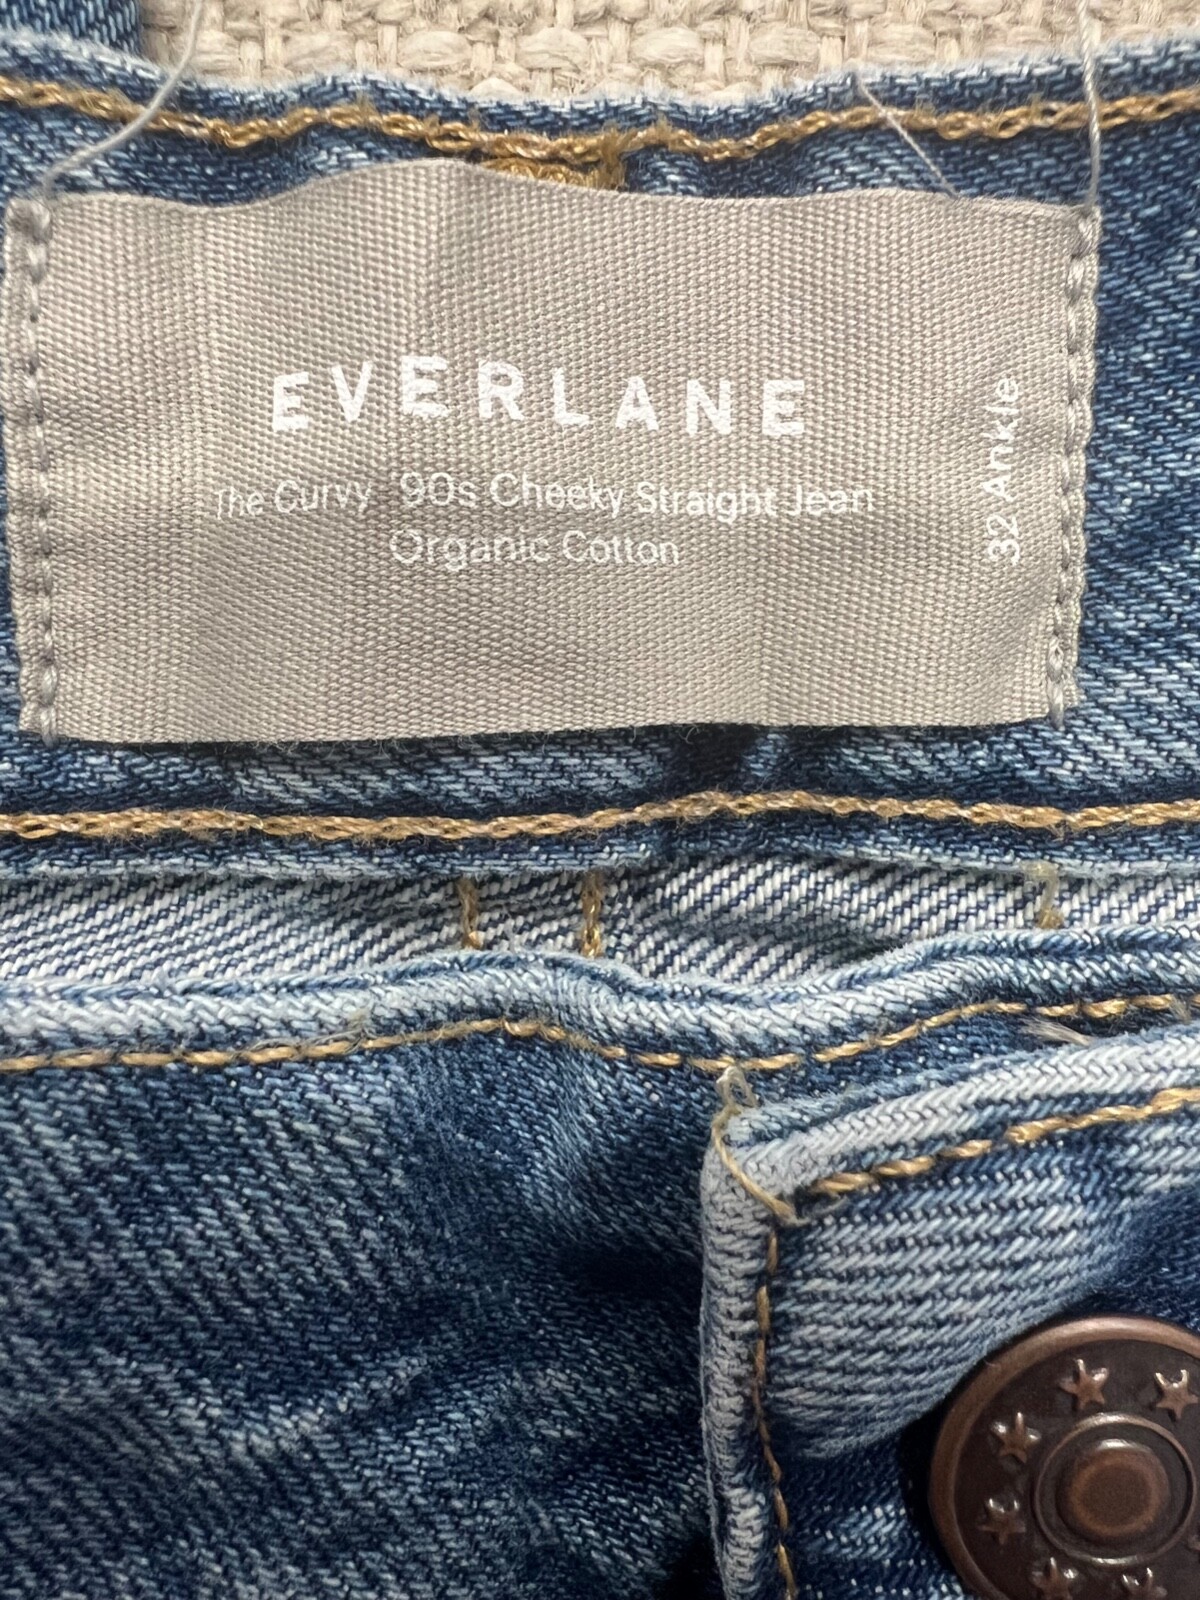 EVERLANE
The Curvy 90s Cheeky Straight Jean
Organic Cotton
32 Ankle